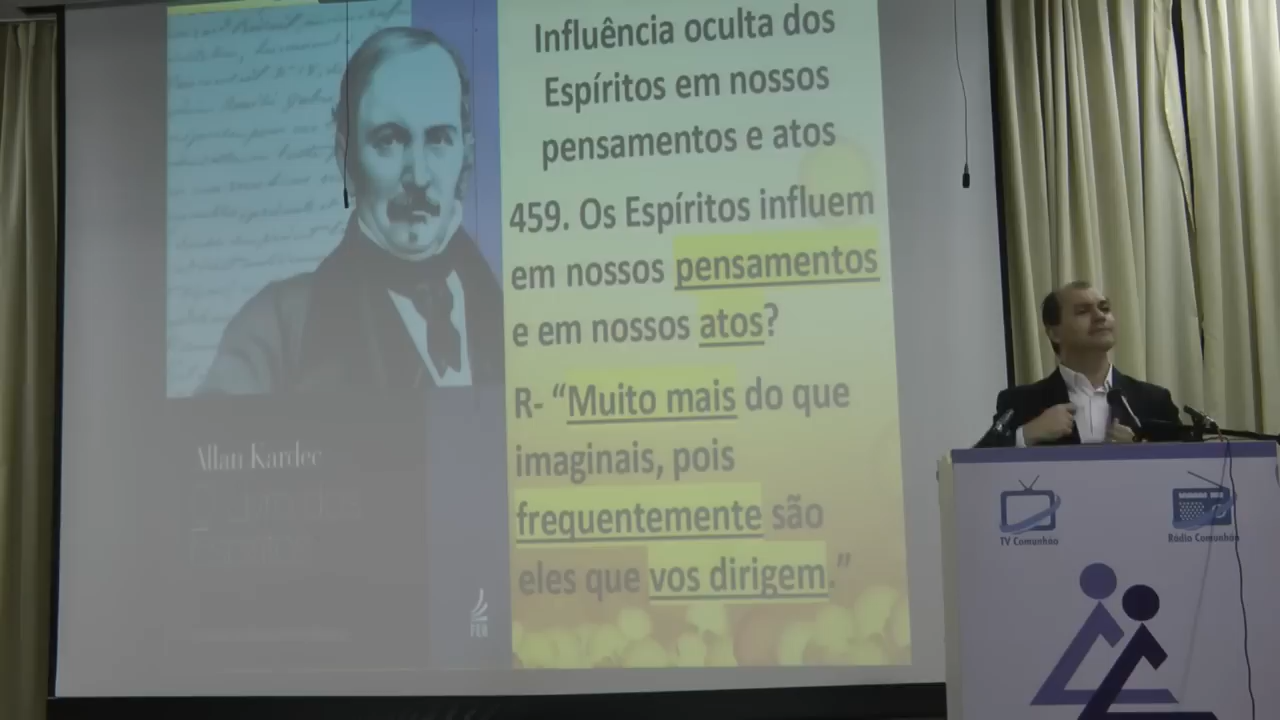 Influência oculta dos
Espíritos em nossos
pensamentos e atos
459. Os Espíritos influem
em nossos pensamentos
e em nossos atos?
R- “Muito mais do que
imaginais, pois
frequentemente são
eles que vos dirigem.”
Allan Kardec
FEB
TV Comunhão
Rádio Comunhão